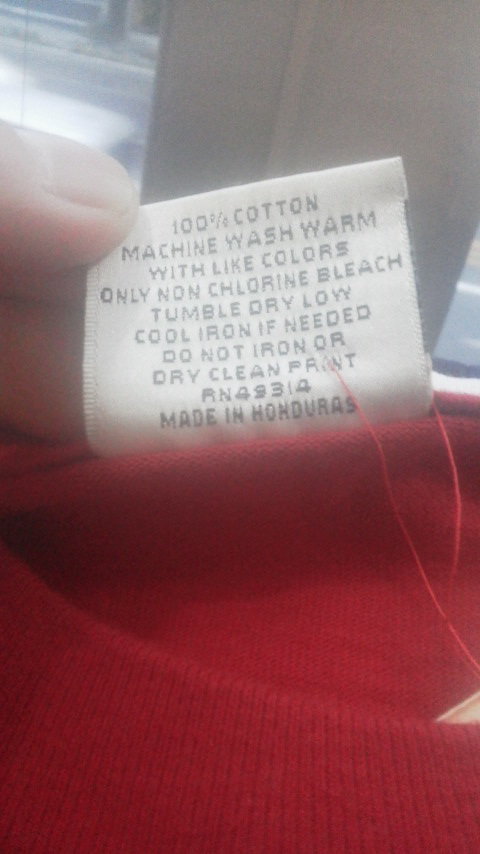 100% COTTON
MACHINE WASH WARM
WITH LIKE COLORS
ONLY NON CHLORINE BLEACH
TUMBLE DRY LOW
COOL IRON IF NEEDED
DO NOT IRON OR
DRY CLEAN PRINT
RN49314
MADE IN HONDURAS